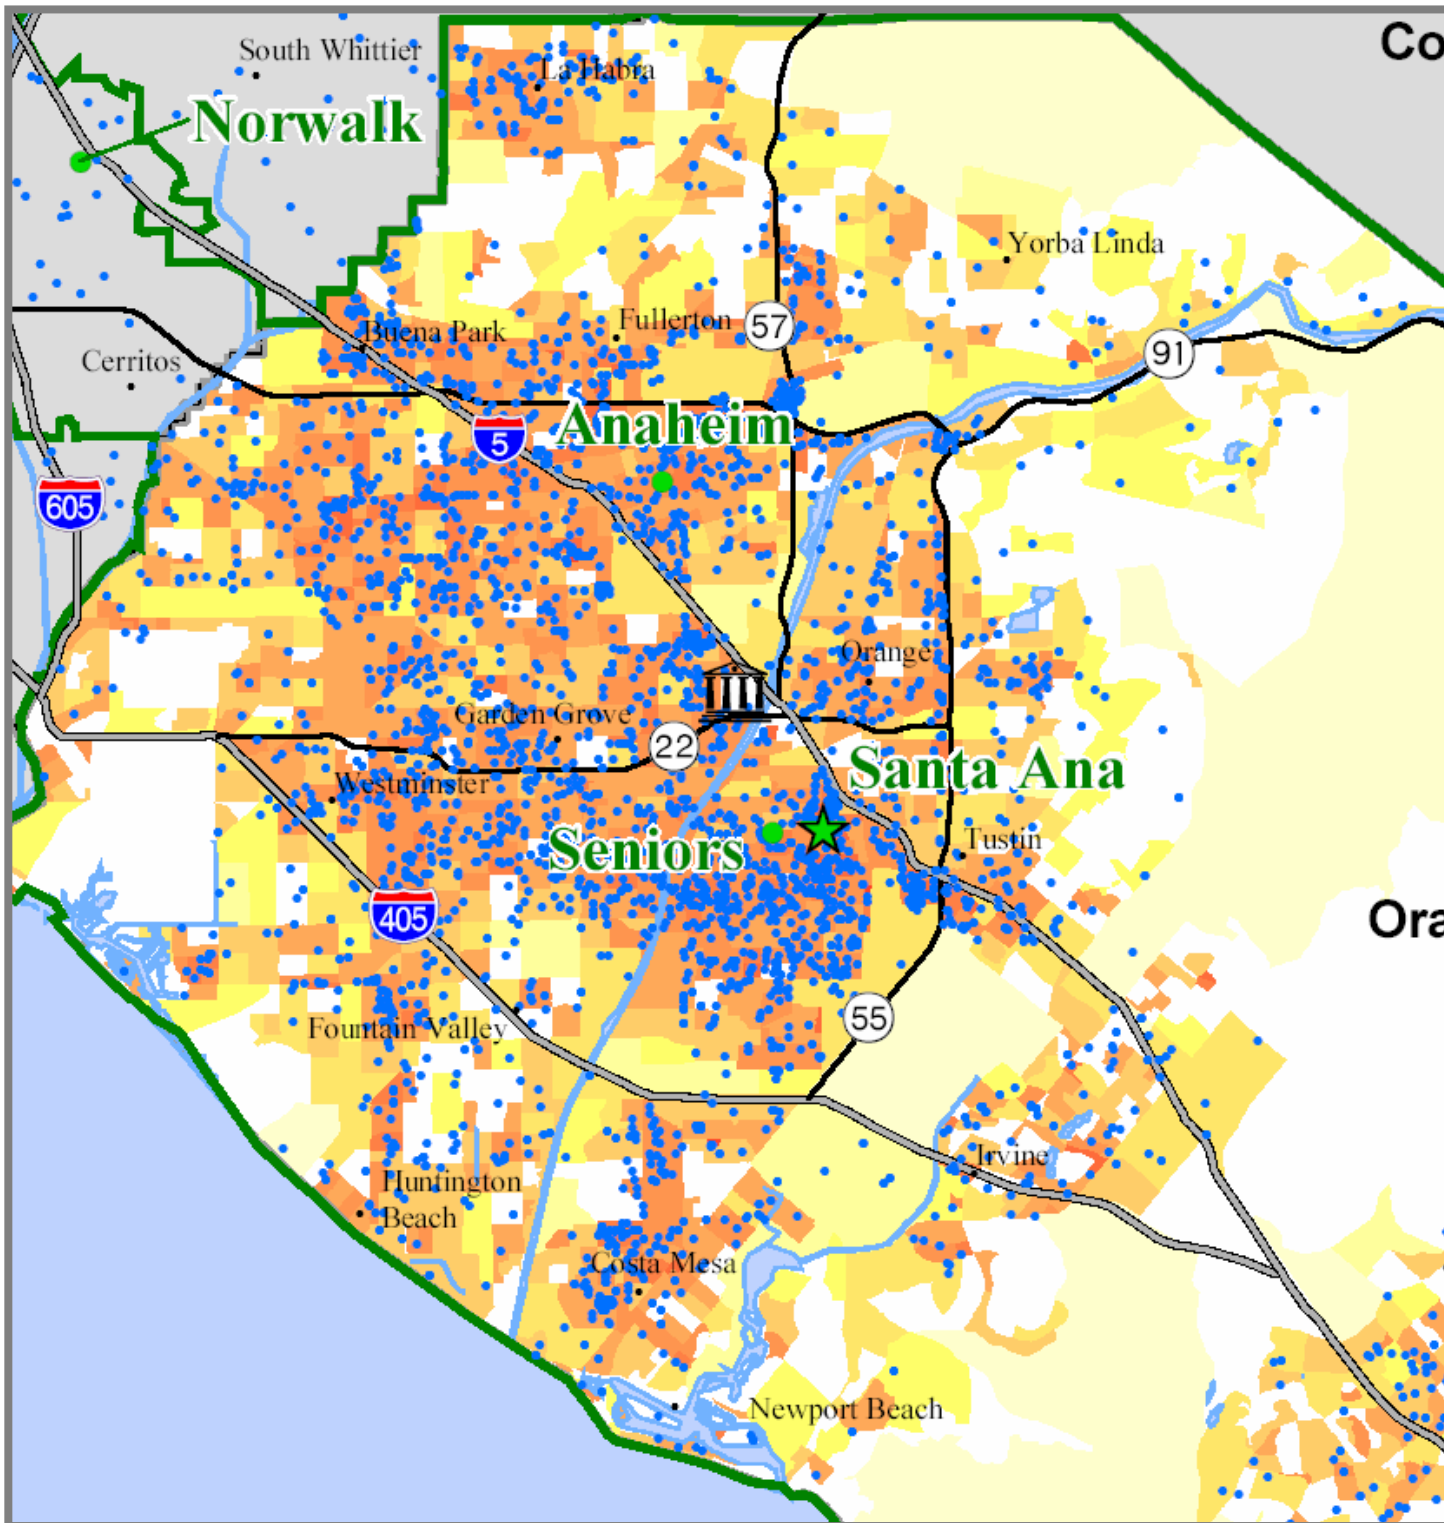 Co
South Whittier
La Habra
Norwalk
Yorba Linda
Fullerton
57
Buena Park
91
Cerritos
Anaheim
5
605
Orange
Garden Grove
22
Santa Ana
Westminster
Tustin
Seniors
405
Ora
55
Fountain Valley
Irvine
Huntington
Beach
Costa Mesa
Newport Beach